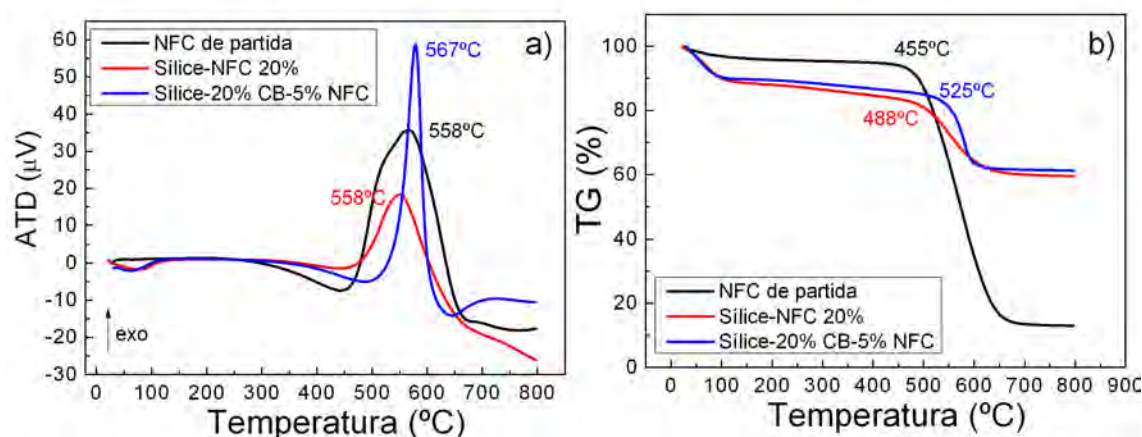 a)
NFC de partida
Silice-NFC 20%
Silice-20% CB-5% NFC
567ºC
558ºC
558ºC
exo
60
50
40
30
20
10
0
-10
-20
-30
ATD (μV)
0 100 200 300 400 500 600 700 800
Temperatura (ºC)
b)
455ºC
525ºC
488ºC
NFC de partida
Silice-NFC 20%
Silice-20% CB-5% NFC
100
80
60
40
20
0
TG (%)
0 100 200 300 400 500 600 700 800
Temperatura (ºC)